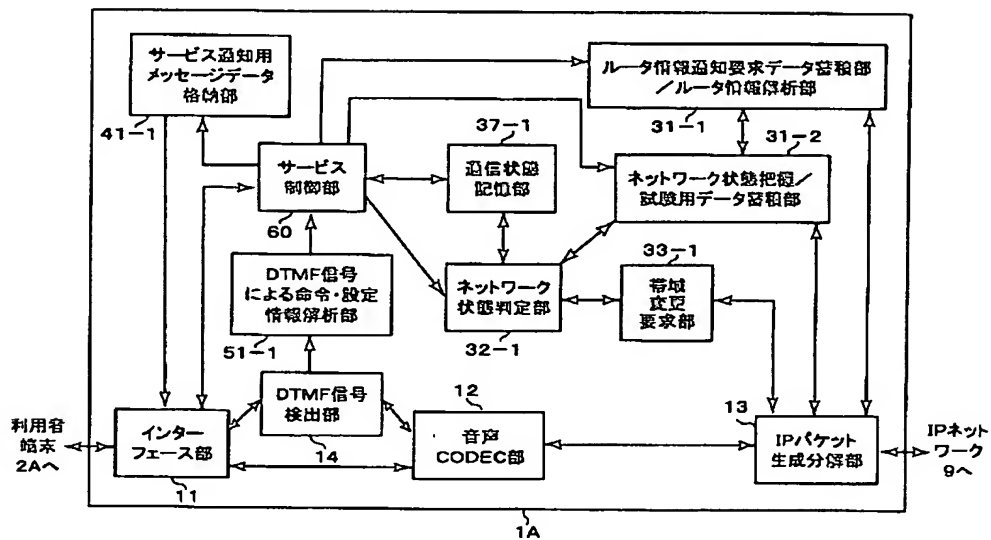 サービス通知用
メッセージデータ
格納部
41-1
ルータ情報通知要求データ蓄積部
/ルータ情報解析部
31-1
37-1
31-2
サービス
制御部
60
通信状態
記憶部
ネットワーク状態把握/
試験用データ蓄積部
DTMF信号
による命令・設定
情報解析部
51-1
ネットワーク
状態判定部
32-1
33-1
帯域
変更
要求部
DTMF信号
検出部
14
12
音声
CODEC部
13
IPパケット
生成分解部
利用者
端末
2Aへ
インター
フェース部
11
IPネット
ワーク
9へ
1A